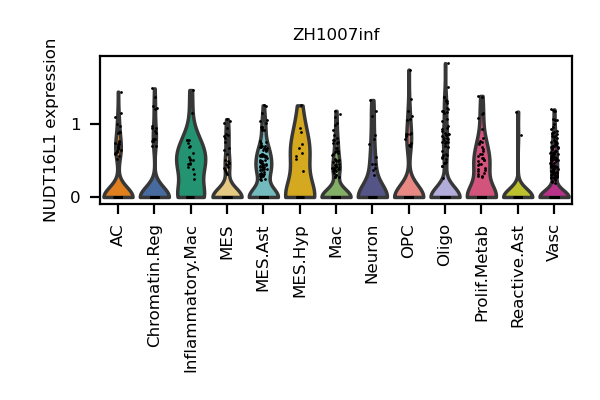 ZH1007inf
NUDT16L1 expression
1
0
AC
Chromatin.Reg
Inflammatory.Mac
MES
MES.Ast
MES.Hyp
Mac
Neuron
OPC
Oligo
Prolif.Metab
Reactive.Ast
Vasc